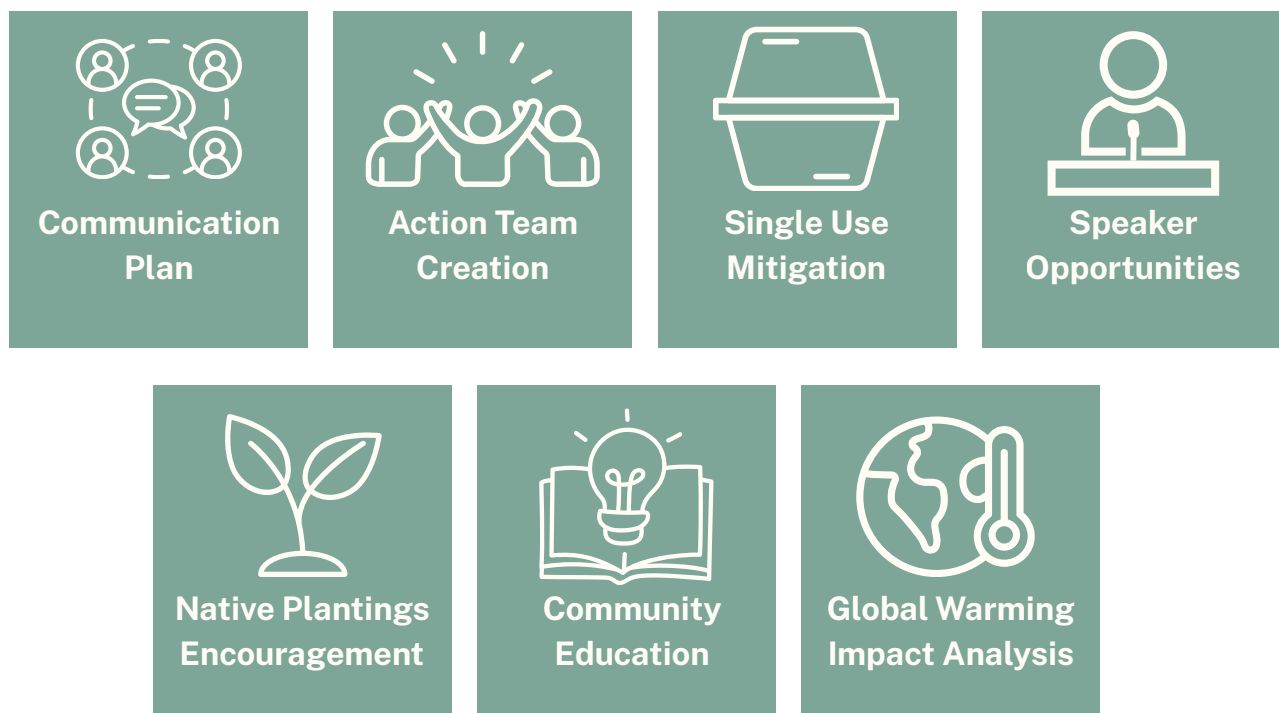 Communication
Plan
Action Team
Creation
Single Use
Mitigation
Speaker
Opportunities
Native Plantings
Encouragement
Community
Education
Global Warming
Impact Analysis